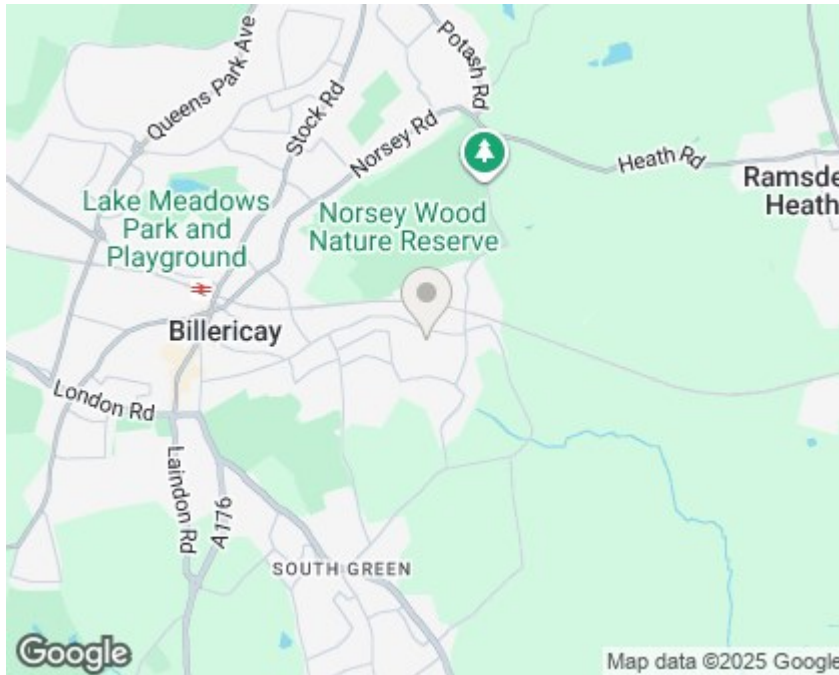 Queens Park Ave
Stock Rd
Potash Rd
Norsey Rd
Heath Rd
Ramsde
Heath
Lake Meadows
Park and
Playground
Norsey Wood
Nature Reserve
Billericay
London Rd
Laindon Rd
A176
SOUTH GREEN
Google
Map data ©2025 Google